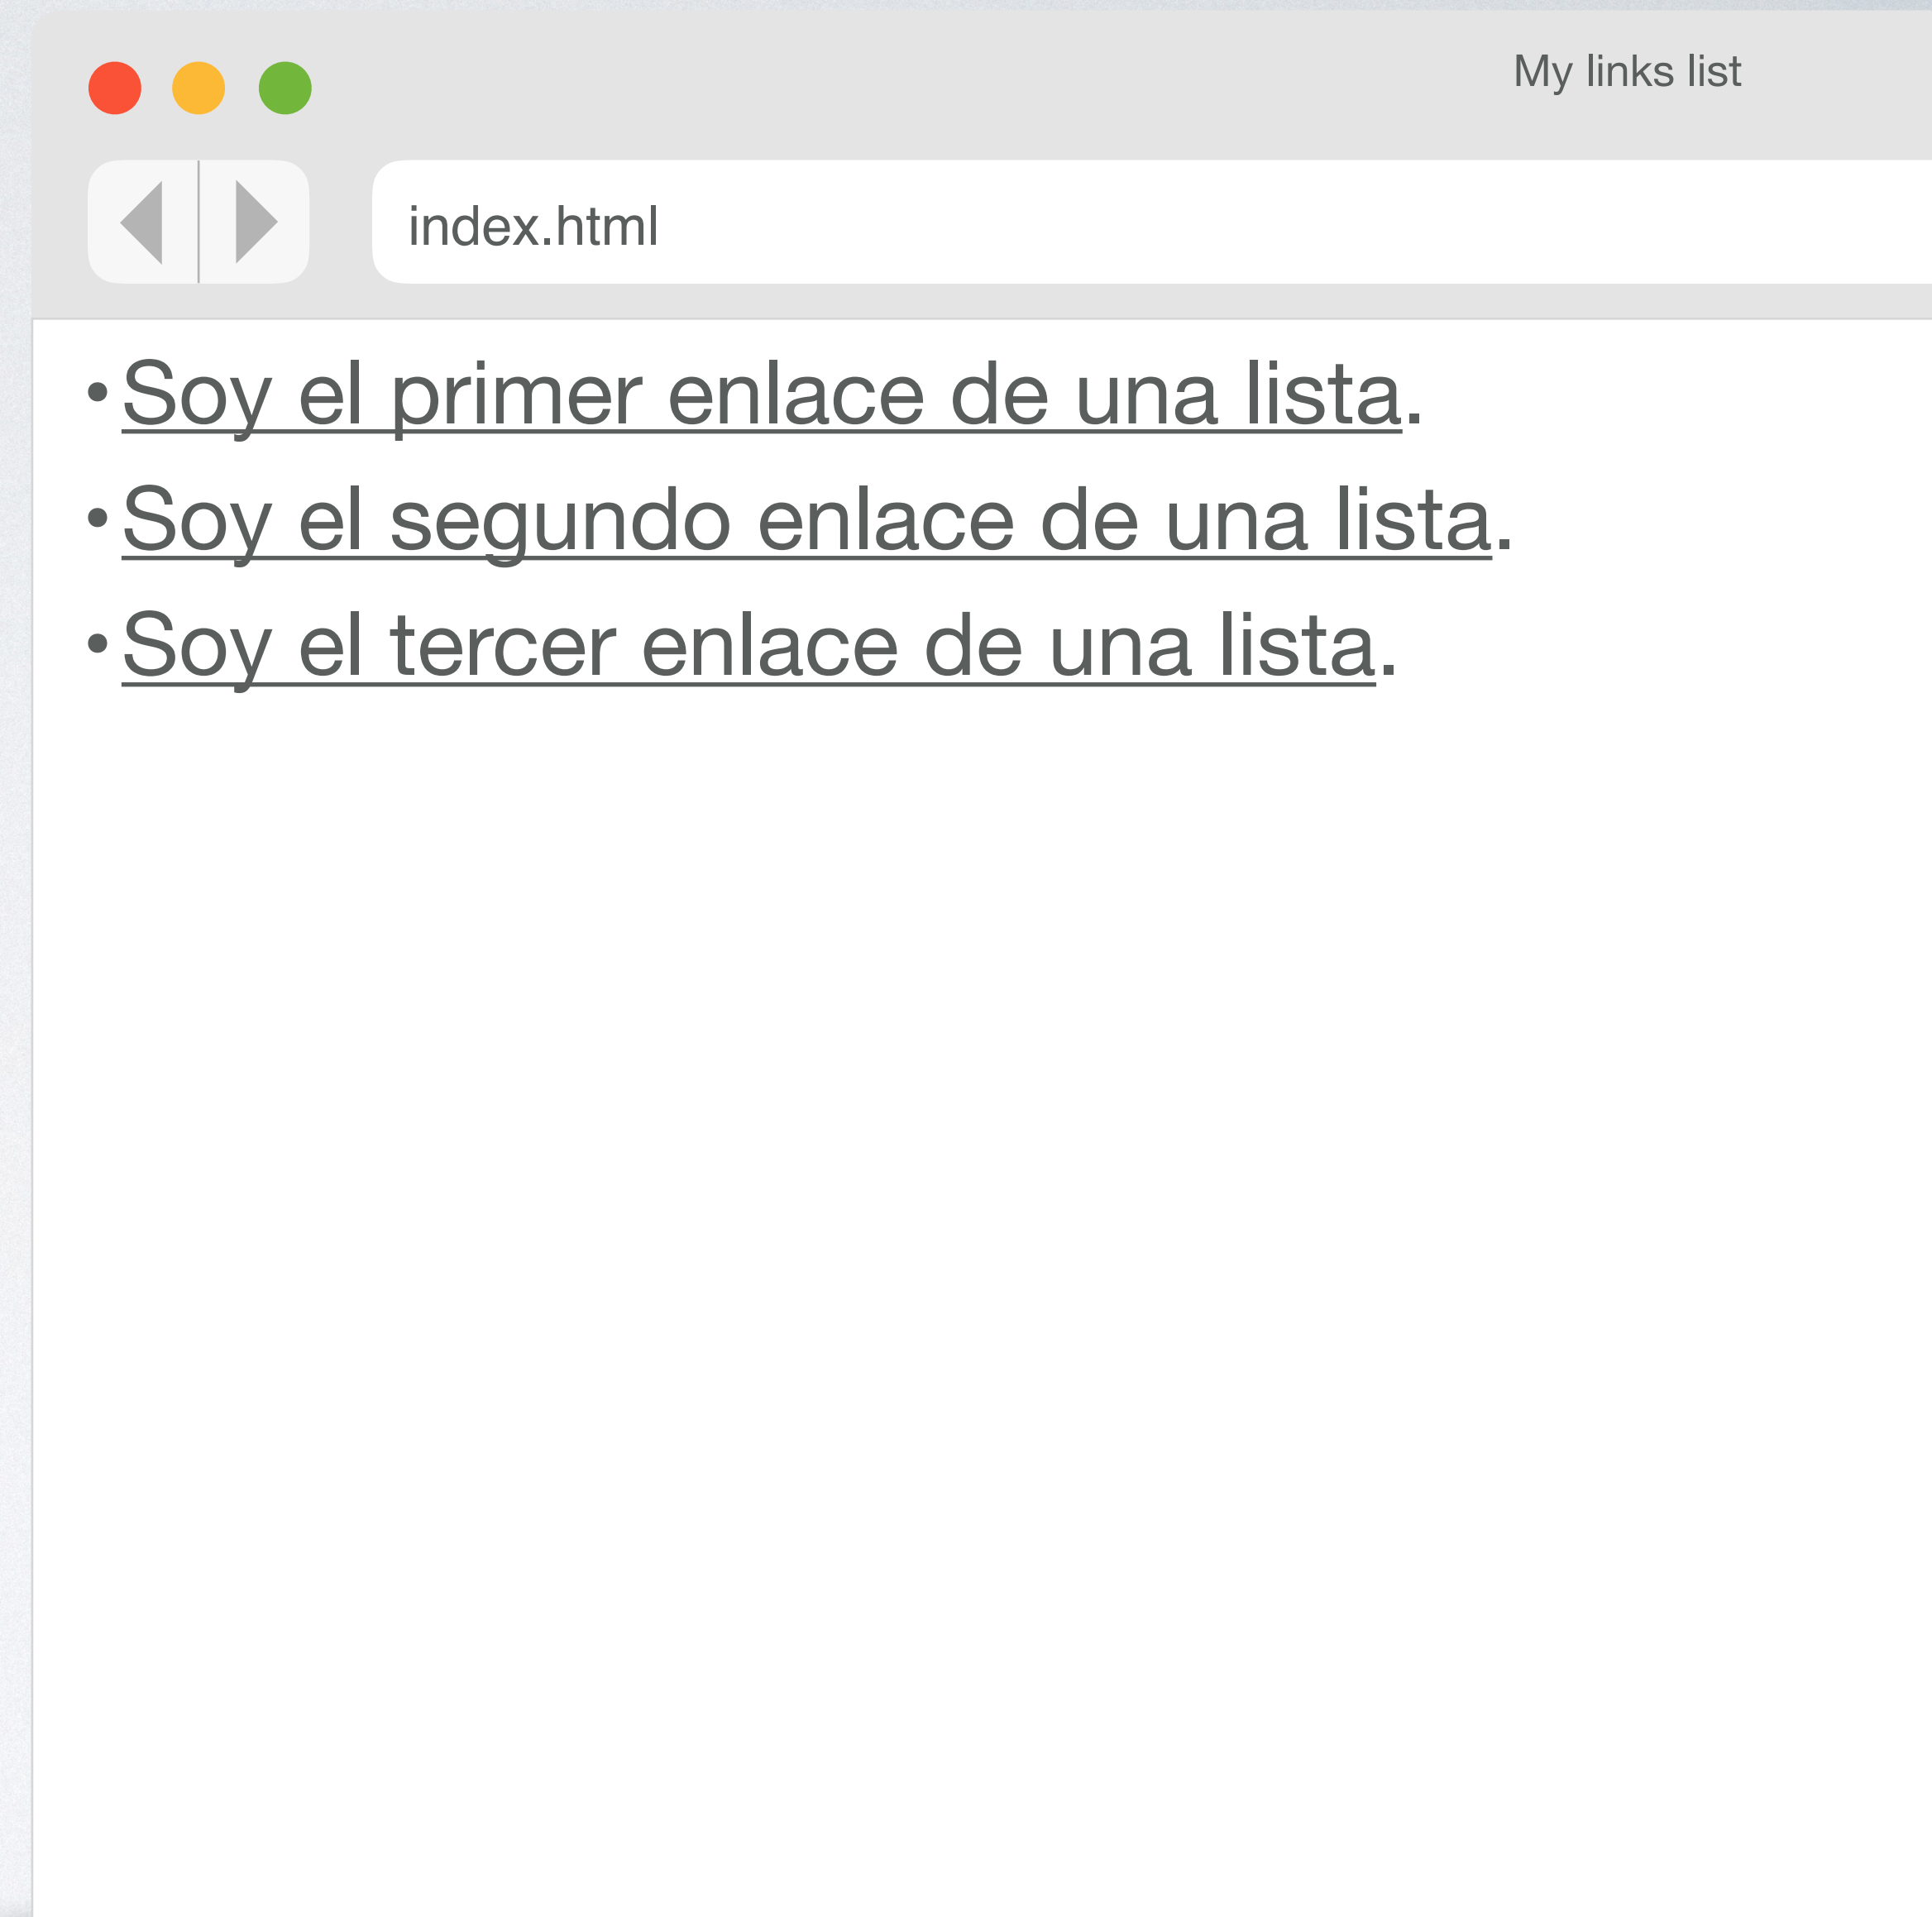 My links list
index.html
•Soy el primer enlace de una lista.
•Soy el segundo enlace de una lista.
•Soy el tercer enlace de una lista.